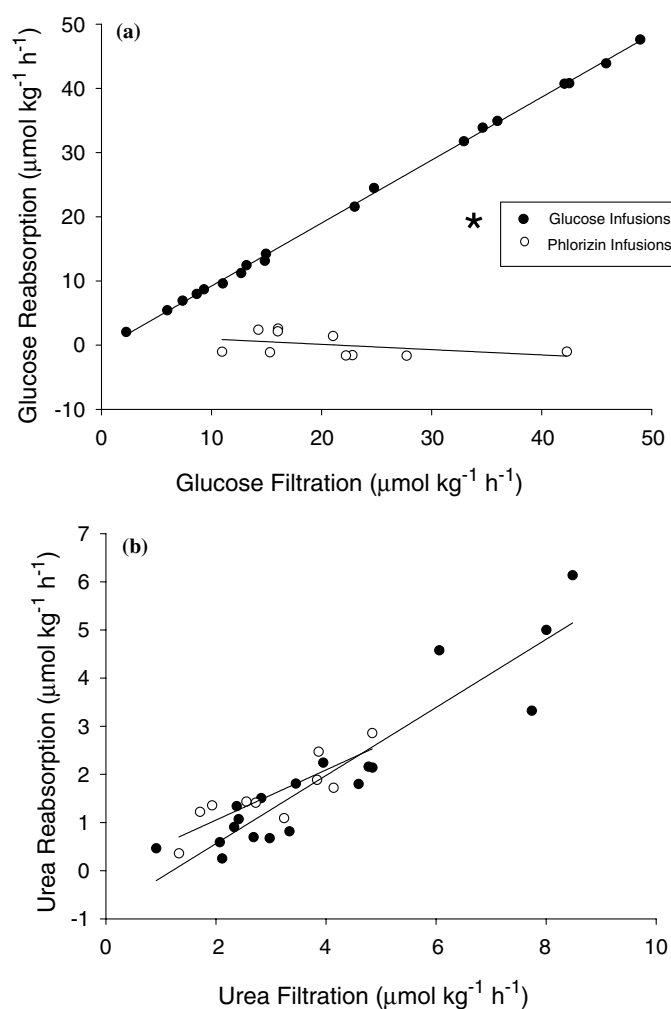 (a)
Glucose Reabsorption (µmol kg⁻¹ h⁻¹)
50
40
30
20
10
0
-10
*
Glucose Infusions
Phlorizin Infusions
0 10 20 30 40 50
Glucose Filtration (µmol kg⁻¹ h⁻¹)
(b)
Urea Reabsorption (µmol kg⁻¹ h⁻¹)
7
6
5
4
3
2
1
0
-1
0 2 4 6 8 10
Urea Filtration (µmol kg⁻¹ h⁻¹)